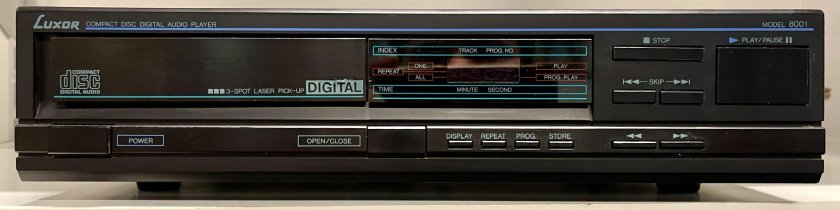 LUXOR COMPACT DISC DIGITAL AUDIO PLAYER
MODEL 8001
INDEX TRACK PROG. NO.
REPEAT ONE PLAY
ALL PROG. PLAY
TIME MINUTE SECOND
COMPACT
disc
DIGITAL AUDIO
3-SPOT LASER PICK-UP DIGITAL
STOP
PLAY/PAUSE
SKIP
POWER
OPEN/CLOSE
DISPLAY REPEAT PROG. STORE